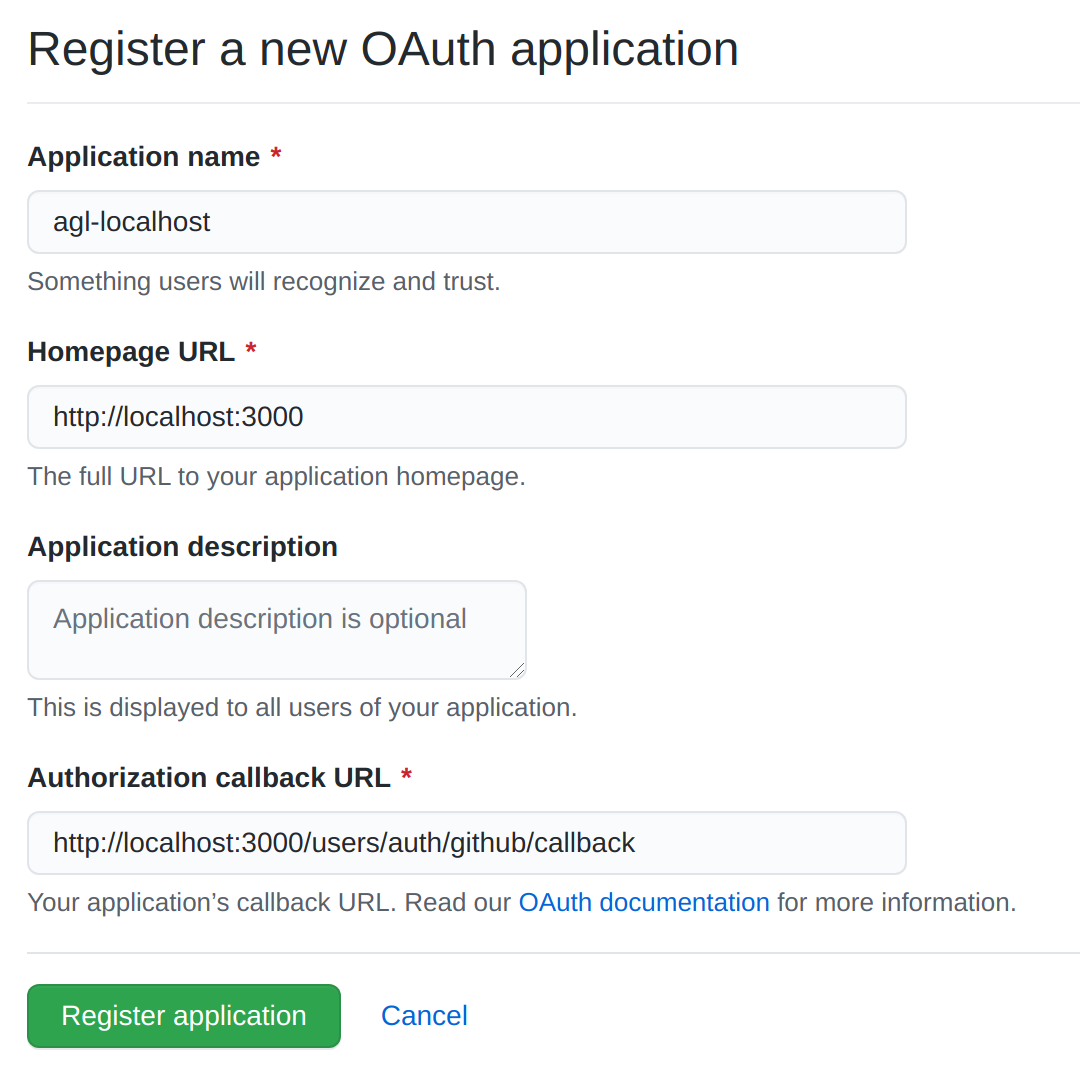 Register a new OAuth application
Application name *
agl-localhost
Something users will recognize and trust.
Homepage URL *
http://localhost:3000
The full URL to your application homepage.
Application description
Application description is optional
This is displayed to all users of your application.
Authorization callback URL *
http://localhost:3000/users/auth/github/callback
Your application’s callback URL. Read our OAuth documentation for more information.
Register application Cancel